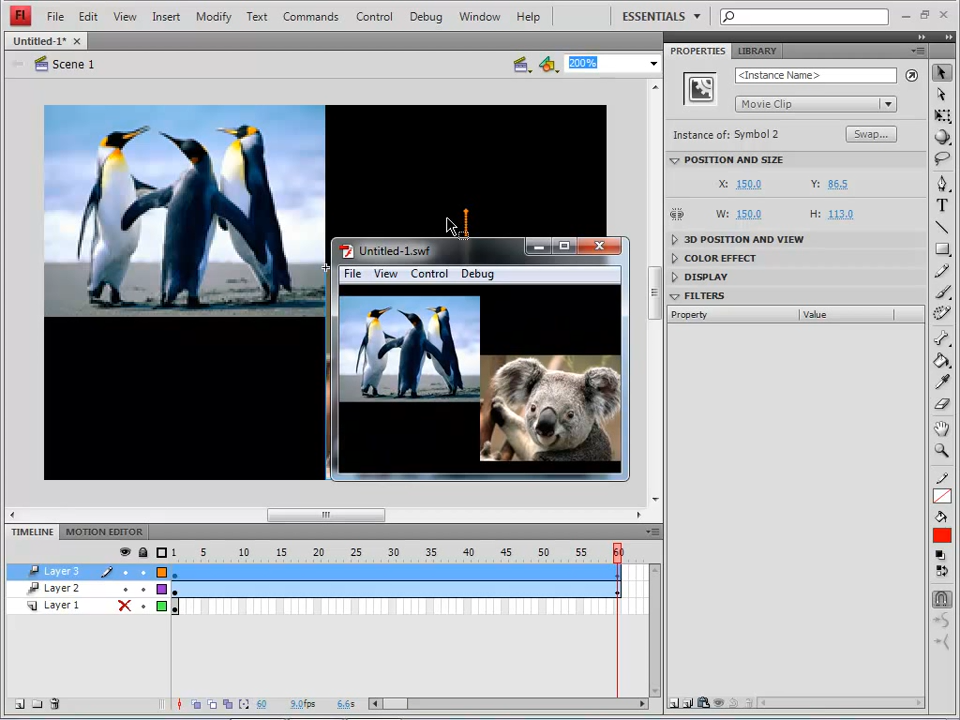 Fl File Edit View Insert Modify Text Commands Control Debug Window Help ESSENTIALS
Untitled-1*
Scene 1 200%
PROPERTIES LIBRARY
<Instance Name>
Movie Clip
Instance of: Symbol 2 Swap...
POSITION AND SIZE
X: 150.0 Y: 86.5
W: 150.0 H: 113.0
3D POSITION AND VIEW
COLOR EFFECT
DISPLAY
FILTERS
Property Value
Untitled-1.swf
File View Control Debug
TIMELINE MOTION EDITOR
1 5 10 15 20 25 30 35 40 45 50 55 60
Layer 3
Layer 2
Layer 1
60 9.0fps 6.6s